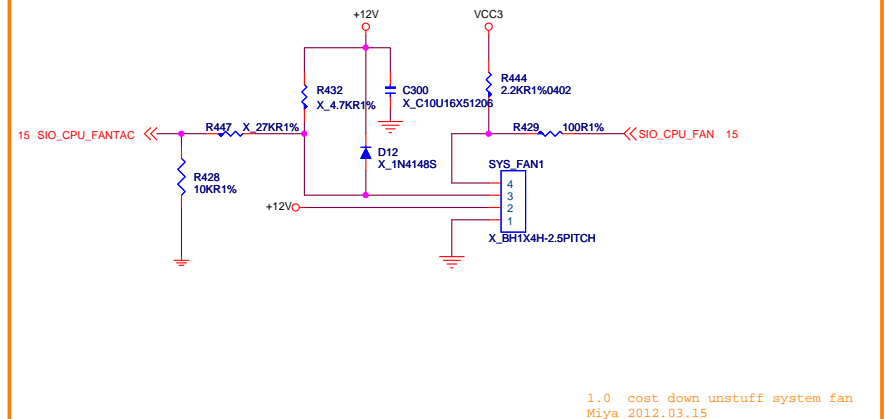 +12V
VCC3
R432
X_4.7KR1%
C300
X_C10U16X51206
R444
2.2KR1%0402
15 SIO_CPU_FANTAC
R447 X_27KR1%
R429 100R1%
SIO_CPU_FAN 15
D12
X_1N4148S
SYS_FAN1
R428
10KR1%
4
3
2
1
+12V
X_BH1X4H-2.5PITCH
1.0 cost down unstuff system fan
Miya 2012.03.15